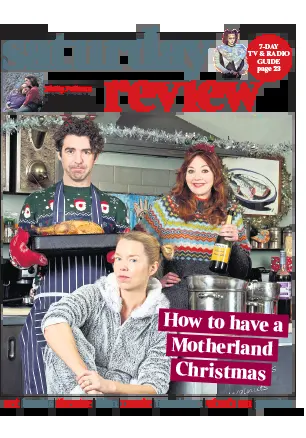 saturday
7-DAY
TV & RADIO
GUIDE
page 23
review
How to have a
Motherland
Christmas